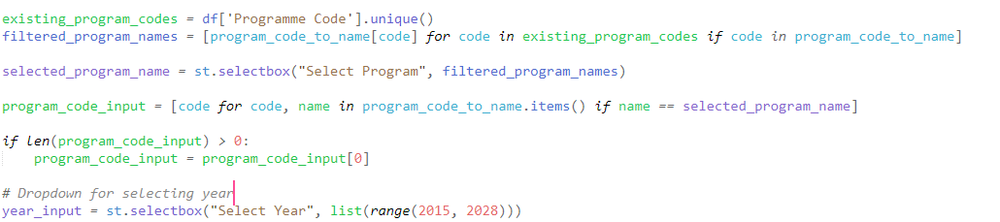 existing_program_codes = df['Programme Code'].unique()
filtered_program_names = [program_code_to_name[code] for code in existing_program_codes if code in program_code_to_name]
selected_program_name = st.selectbox("Select Program", filtered_program_names)
program_code_input = [code for code, name in program_code_to_name.items() if name == selected_program_name]
if len(program_code_input) > 0:
    program_code_input = program_code_input[0]
# Dropdown for selecting year
year_input = st.selectbox("Select Year", list(range(2015, 2028)))